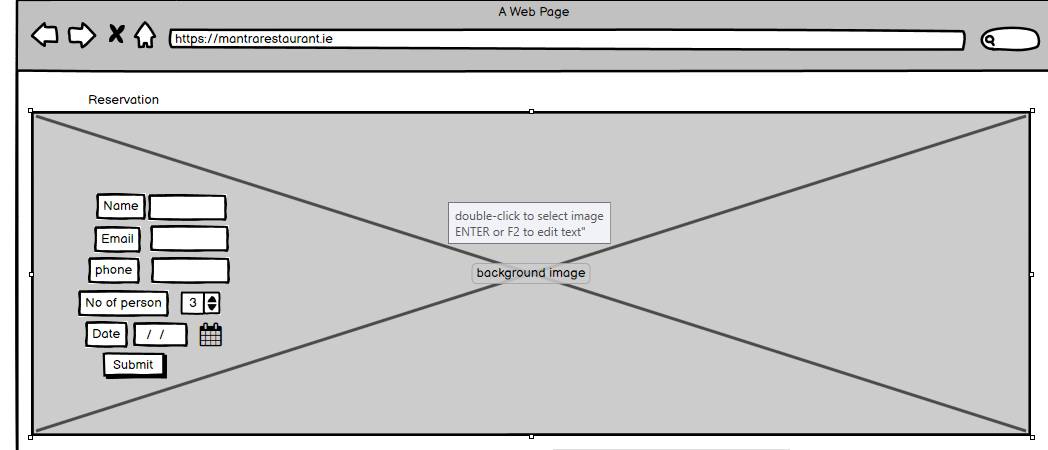 A Web Page
https://mantrarestaurant.ie
Reservation
Name
double-click to select image
ENTER or F2 to edit text"
Email
phone
background image
No of person
3
Date
/ /
Submit